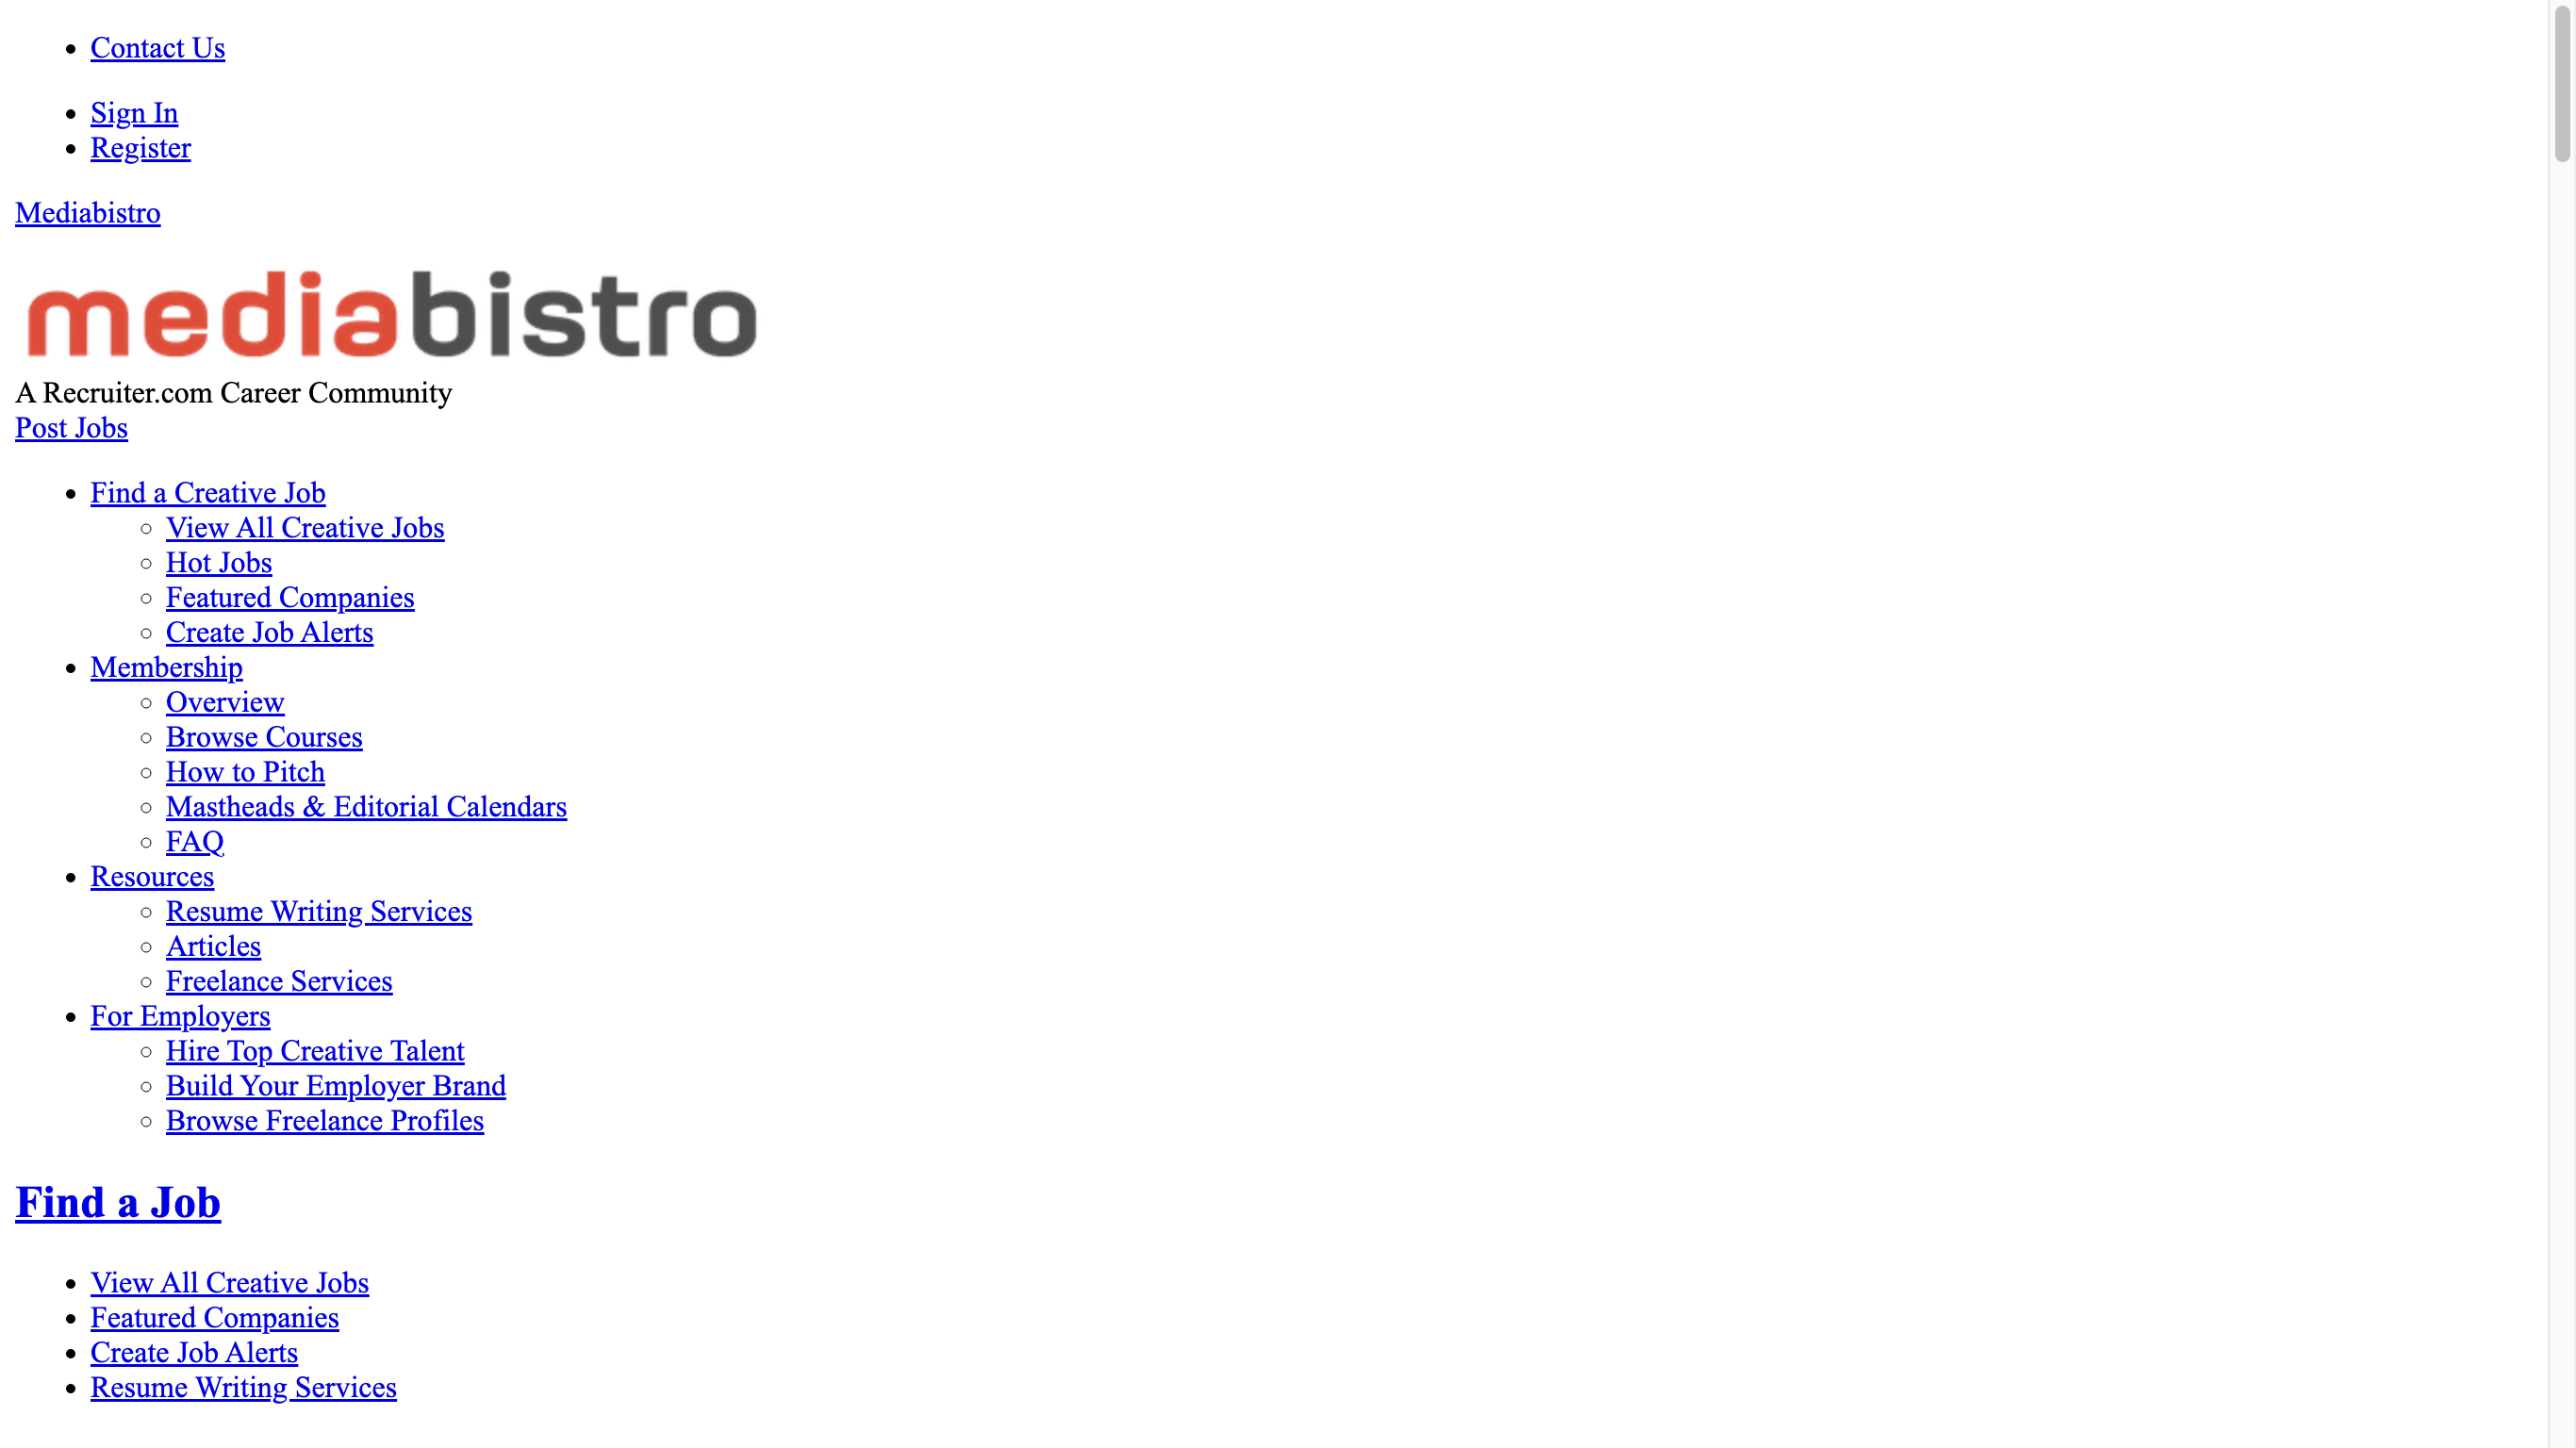 Contact Us
Sign In
Register
Mediabistro
mediabistro
A Recruiter.com Career Community
Post Jobs
Find a Creative Job
View All Creative Jobs
Hot Jobs
Featured Companies
Create Job Alerts
Membership
Overview
Browse Courses
How to Pitch
Mastheads & Editorial Calendars
FAQ
Resources
Resume Writing Services
Articles
Freelance Services
For Employers
Hire Top Creative Talent
Build Your Employer Brand
Browse Freelance Profiles
Find a Job
View All Creative Jobs
Featured Companies
Create Job Alerts
Resume Writing Services